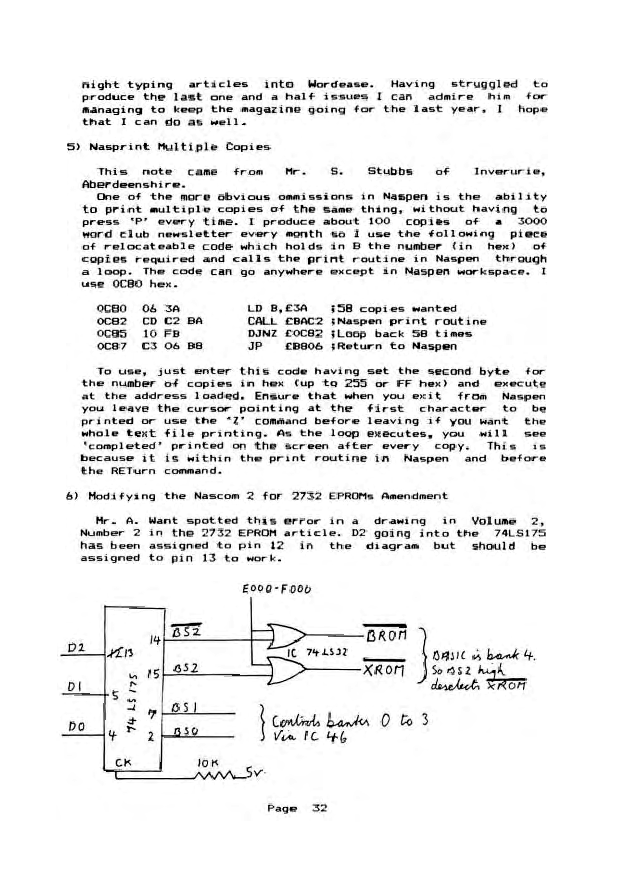 night typing articles into Wordease. Having struggled to
produce the last one and a half issues I can admire him for
managing to keep the magazine going for the last year, I hope
that I can do as well.
5) Nasprint Multiple Copies
This note came from Mr. S. Stubbs of Inverurie,
Aberdeenshire.
One of the more obvious ommissions in Naspen is the ability
to print multiple copies of the same thing, without having to
press 'P' every time. I produce about 100 copies of a 3000
word club newsletter every month so I use the following piece
of relocateable code which holds in B the number (in hex) of
copies required and calls the print routine in Naspen through
a loop. The code can go anywhere except in Naspen workspace. I
use 0C80 hex.
0C80 06 3A LD B,£3A ;58 copies wanted
0C82 CD C2 BA CALL £BAC2 ;Naspen print routine
0C85 10 FB DJNZ £0C82 ;Loop back 58 times
0C87 C3 06 B8 JP £B806 ;Return to Naspen
To use, just enter this code having set the second byte for
the number of copies in hex (up to 255 or FF hex) and execute
at the address loaded. Ensure that when you exit from Naspen
you leave the cursor pointing at the first character to be
printed or use the 'Z' command before leaving if you want the
whole text file printing. As the loop executes, you will see
'completed' printed on the screen after every copy. This is
because it is within the print routine in Naspen and before
the RETurn command.
6) Modifying the Nascom 2 for 2732 EPROMs Amendment
Mr. A. Want spotted this error in a drawing in Volume 2,
Number 2 in the 2732 EPROM article. D2 going into the 74LS175
has been assigned to pin 12 in the diagram but should be
assigned to pin 13 to work.
E000-F000
D2 13 14 BS2 BROM
IC 74LS32
D1 5 74LS175 15 BS2 XROM
BASIC is bank 4.
So BS2 high
deselects XROM
7 BS1
D0 4 2 BS0
Controls banks 0 to 3
Via IC 46
CK 10K 5V.
Page 32